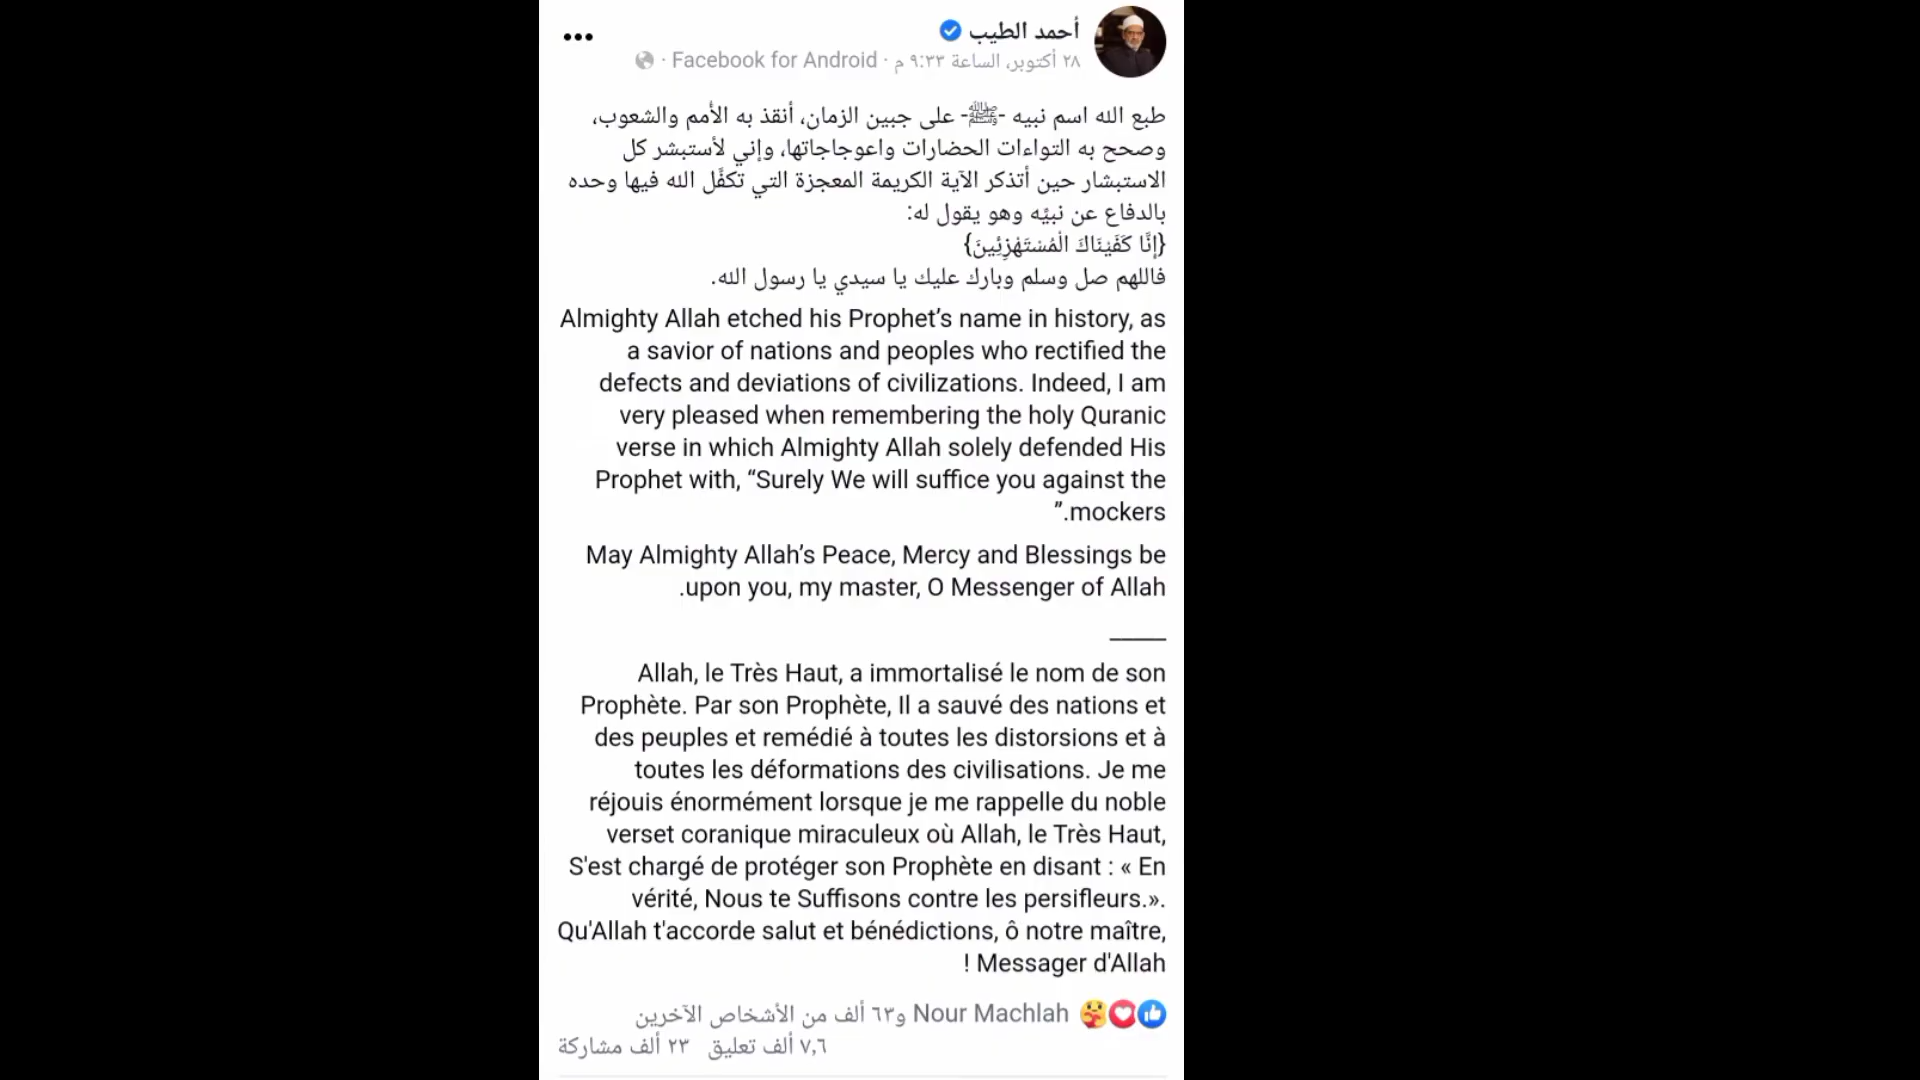 أحمد الطيب
٢٨ أكتوبر، الساعة ٩:٣٣ م · Facebook for Android ·
طبع الله اسم نبيه -ﷺ- على جبين الزمان، أنقذ به الأمم والشعوب،
وصحح به التواءات الحضارات واعوجاجاتها، وإني لأستبشر كل
الاستبشار حين أتذكر الآية الكريمة المعجزة التي تكفَّل الله فيها وحده
بالدفاع عن نبيِّه وهو يقول له:
{إِنَّا كَفَيْنَاكَ الْمُسْتَهْزِئِينَ}
فاللهم صل وسلم وبارك عليك يا سيدي يا رسول الله.
Almighty Allah etched his Prophet’s name in history, as
a savior of nations and peoples who rectified the
defects and deviations of civilizations. Indeed, I am
very pleased when remembering the holy Quranic
verse in which Almighty Allah solely defended His
Prophet with, “Surely We will suffice you against the
mockers.”
May Almighty Allah’s Peace, Mercy and Blessings be
upon you, my master, O Messenger of Allah.
____
Allah, le Très Haut, a immortalisé le nom de son
Prophète. Par son Prophète, Il a sauvé des nations et
des peuples et remédié à toutes les distorsions et à
toutes les déformations des civilisations. Je me
réjouis énormément lorsque je me rappelle du noble
verset coranique miraculeux où Allah, le Très Haut,
S'est chargé de protéger son Prophète en disant : « En
vérité, Nous te Suffisons contre les persifleurs.».
Qu'Allah t'accorde salut et bénédictions, ô notre maître,
Messager d'Allah !
Nour Machlah و٦٣ ألف من الأشخاص الآخرين
٧,٦ ألف تعليق ٢٣ ألف مشاركة